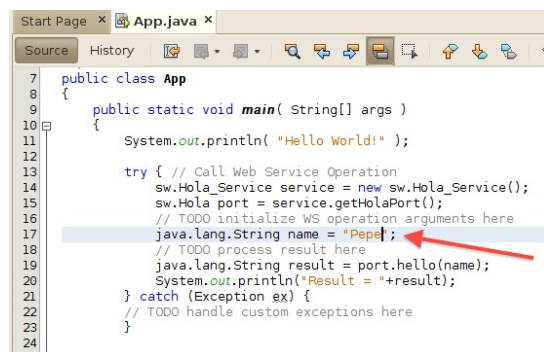 Start Page × App.java ×
Source History
7 public class App
8 {
9 public static void main( String[] args )
10 {
11 System.out.println( "Hello World!" );
12
13 try { // Call Web Service Operation
14 sw.Hola_Service service = new sw.Hola_Service();
15 sw.Hola port = service.getHolaPort();
16 // TODO initialize WS operation arguments here
17 java.lang.String name = "Pepe";
18 // TODO process result here
19 java.lang.String result = port.hello(name);
20 System.out.println("Result = "+result);
21 } catch (Exception ex) {
22 // TODO handle custom exceptions here
23 }
24